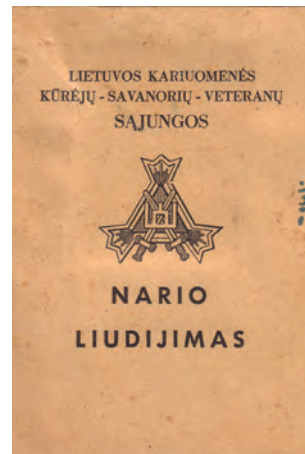 LIETUVOS KARIUOMENĖS
KŪRĖJŲ - SAVANORIŲ - VETERANŲ
SĄJUNGOS
NARIO
LIUDIJIMAS